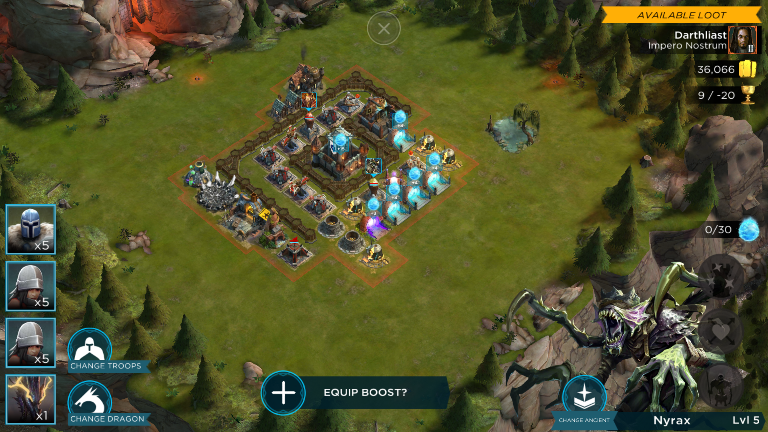 AVAILABLE LOOT
Darthliast
Impero Nostrum
II
36,066
9 / -20
0/30
x5
x5
x5
x1
CHANGE TROOPS
CHANGE DRAGON
EQUIP BOOST?
CHANGE ANCIENT
Nyrax
Lvl 5